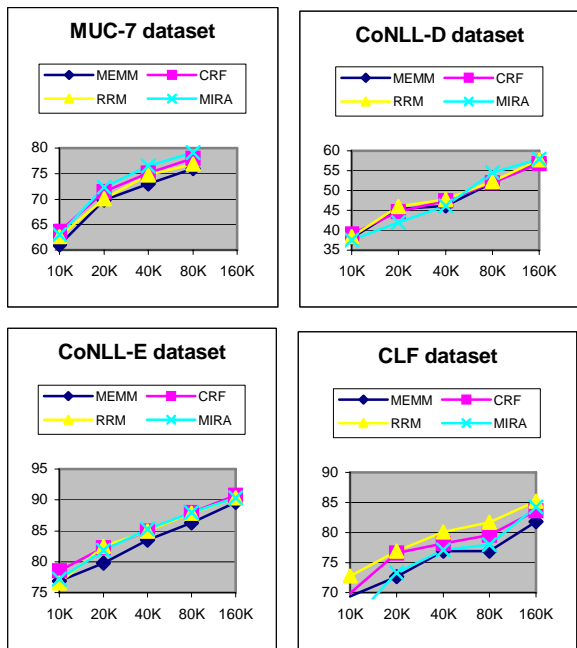 MUC-7 dataset
MEMM CRF
RRM MIRA
80
75
70
65
60
10K 20K 40K 80K 160K
CoNLL-D dataset
MEMM CRF
RRM MIRA
60
55
50
45
40
35
10K 20K 40K 80K 160K
CoNLL-E dataset
MEMM CRF
RRM MIRA
95
90
85
80
75
10K 20K 40K 80K 160K
CLF dataset
MEMM CRF
RRM MIRA
90
85
80
75
70
10K 20K 40K 80K 160K